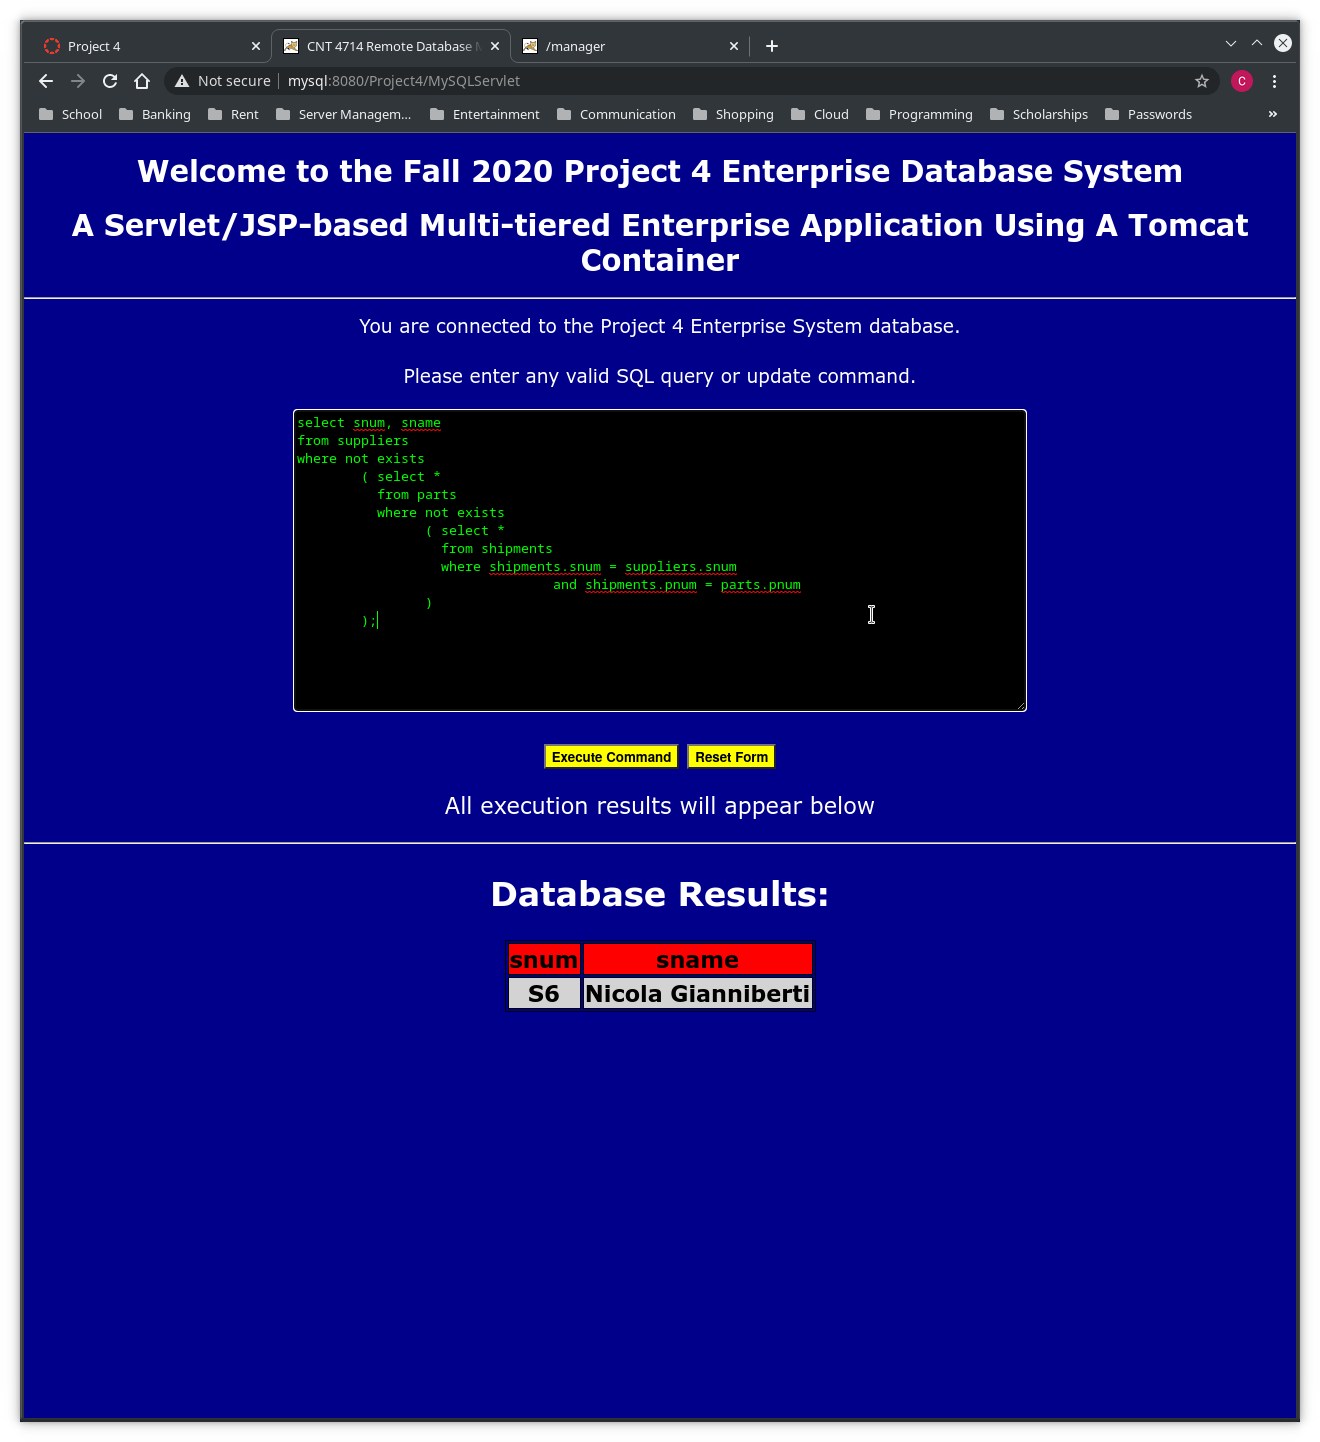 Project 4
CNT 4714 Remote Database
/manager
Not secure
mysql:8080/Project4/MySQLServlet
C
School
Banking
Rent
Server Managem...
Entertainment
Communication
Shopping
Cloud
Programming
Scholarships
Passwords
»
Welcome to the Fall 2020 Project 4 Enterprise Database System
A Servlet/JSP-based Multi-tiered Enterprise Application Using A Tomcat
Container
You are connected to the Project 4 Enterprise System database.
Please enter any valid SQL query or update command.
select snum, sname
from suppliers
where not exists
( select *
from parts
where not exists
( select *
from shipments
where shipments.snum = suppliers.snum
and shipments.pnum = parts.pnum
)
);
Execute Command
Reset Form
All execution results will appear below
Database Results:
snum sname
S6 Nicola Gianniberti